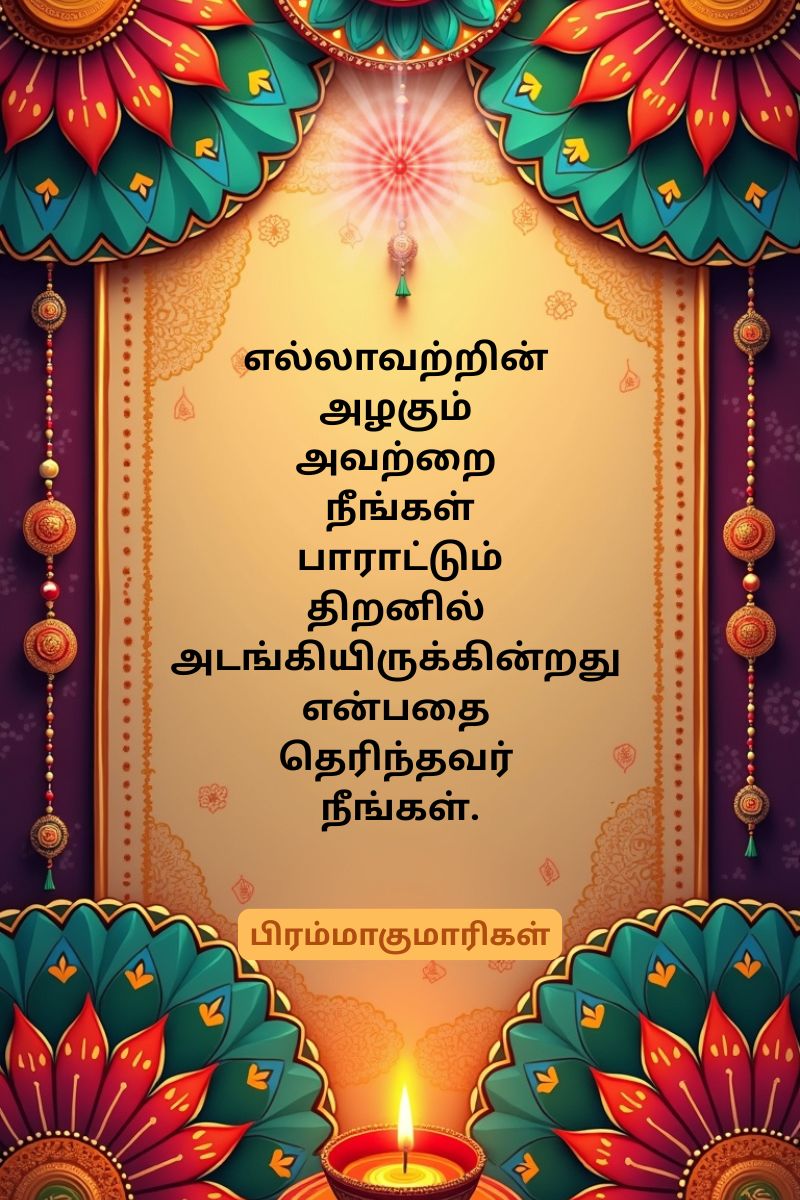 எல்லாவற்றின்
அழகும்
அவற்றை
நீங்கள்
பாராட்டும்
திறனில்
அடங்கியிருக்கின்றது
என்பதை
தெரிந்தவர்
நீங்கள்.
பிரம்மாகுமாரிகள்